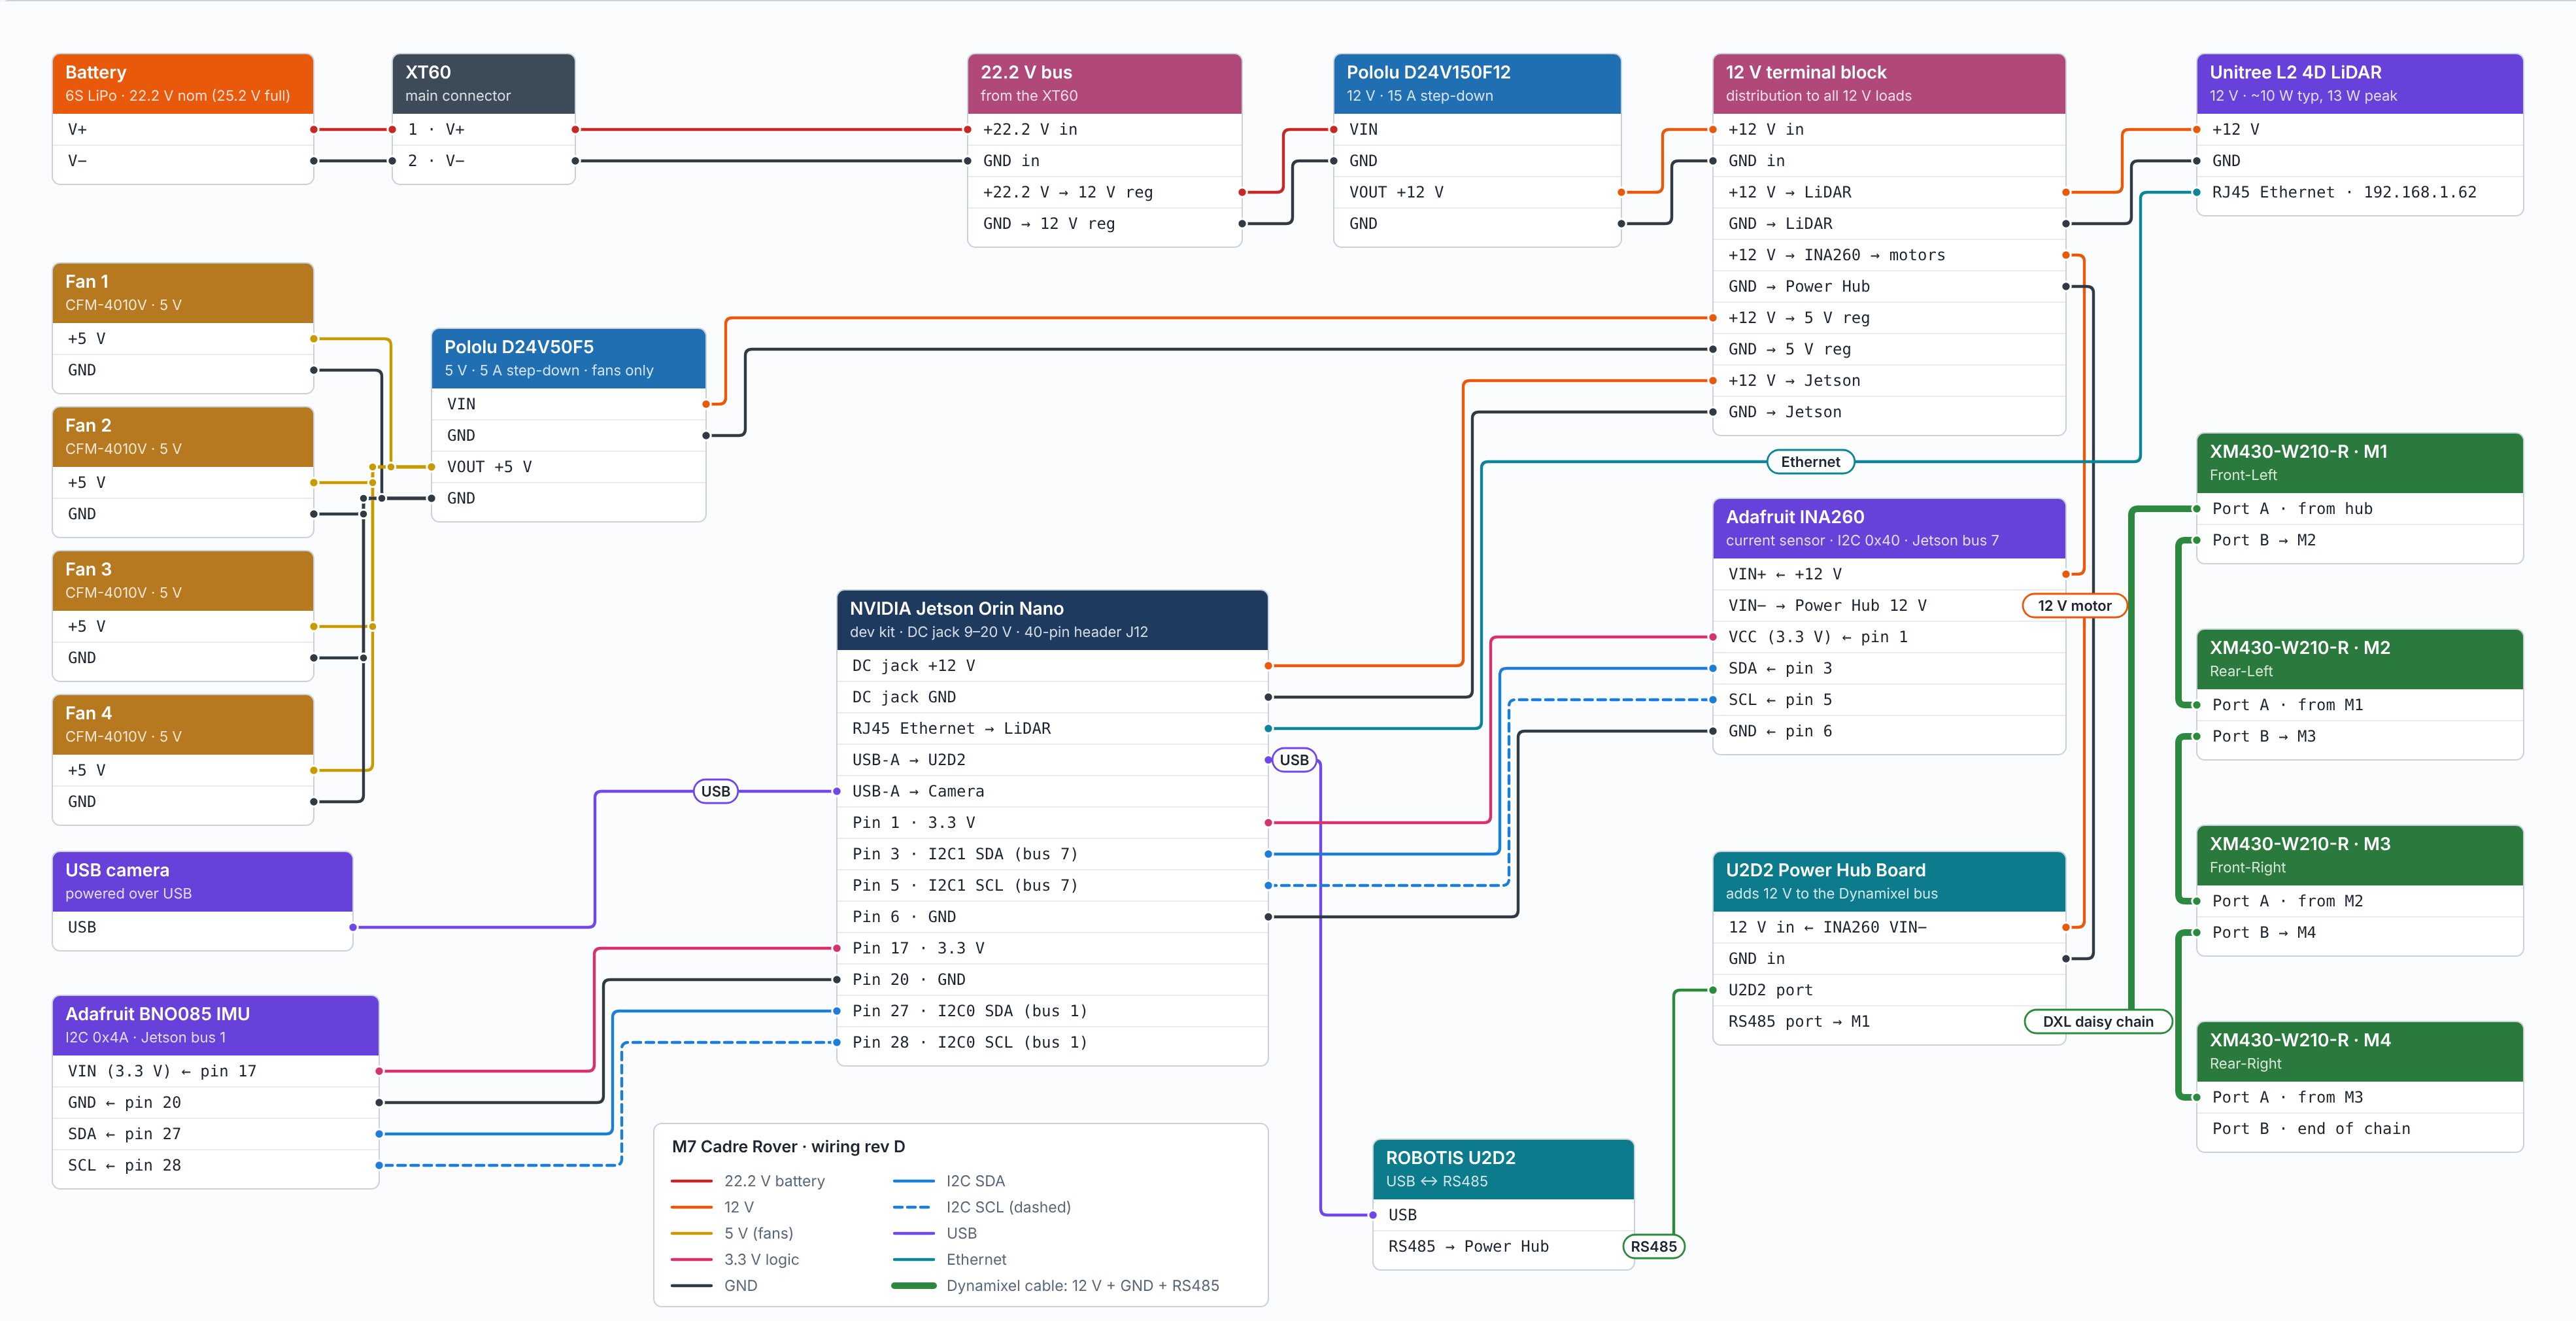 Battery
6S LiPo · 22.2 V nom (25.2 V full)
V+
V−
XT60
main connector
1 · V+
2 · V−
22.2 V bus
from the XT60
+22.2 V in
GND in
+22.2 V → 12 V reg
GND → 12 V reg
Pololu D24V150F12
12 V · 15 A step-down
VIN
GND
VOUT +12 V
GND
12 V terminal block
distribution to all 12 V loads
+12 V in
GND in
+12 V → LiDAR
GND → LiDAR
+12 V → INA260 → motors
GND → Power Hub
+12 V → 5 V reg
GND → 5 V reg
+12 V → Jetson
GND → Jetson
Unitree L2 4D LiDAR
12 V · ~10 W typ, 13 W peak
+12 V
GND
RJ45 Ethernet · 192.168.1.62
Fan 1
CFM-4010V · 5 V
+5 V
GND
Fan 2
CFM-4010V · 5 V
+5 V
GND
Fan 3
CFM-4010V · 5 V
+5 V
GND
Fan 4
CFM-4010V · 5 V
+5 V
GND
Pololu D24V50F5
5 V · 5 A step-down · fans only
VIN
GND
VOUT +5 V
GND
Ethernet
NVIDIA Jetson Orin Nano
dev kit · DC jack 9–20 V · 40-pin header J12
DC jack +12 V
DC jack GND
RJ45 Ethernet → LiDAR
USB-A → U2D2
USB-A → Camera
Pin 1 · 3.3 V
Pin 3 · I2C1 SDA (bus 7)
Pin 5 · I2C1 SCL (bus 7)
Pin 6 · GND
Pin 17 · 3.3 V
Pin 20 · GND
Pin 27 · I2C0 SDA (bus 1)
Pin 28 · I2C0 SCL (bus 1)
USB
USB
Adafruit INA260
current sensor · I2C 0x40 · Jetson bus 7
VIN+ ← +12 V
VIN− → Power Hub 12 V
VCC (3.3 V) ← pin 1
SDA ← pin 3
SCL ← pin 5
GND ← pin 6
12 V motor
XM430-W210-R · M1
Front-Left
Port A · from hub
Port B → M2
XM430-W210-R · M2
Rear-Left
Port A · from M1
Port B → M3
XM430-W210-R · M3
Front-Right
Port A · from M2
Port B → M4
XM430-W210-R · M4
Rear-Right
Port A · from M3
Port B · end of chain
USB camera
powered over USB
USB
Adafruit BNO085 IMU
I2C 0x4A · Jetson bus 1
VIN (3.3 V) ← pin 17
GND ← pin 20
SDA ← pin 27
SCL ← pin 28
U2D2 Power Hub Board
adds 12 V to the Dynamixel bus
12 V in ← INA260 VIN−
GND in
U2D2 port
RS485 port → M1
DXL daisy chain
ROBOTIS U2D2
USB ↔ RS485
USB
RS485 → Power Hub
RS485
M7 Cadre Rover · wiring rev D
22.2 V battery
12 V
5 V (fans)
3.3 V logic
GND
I2C SDA
I2C SCL (dashed)
USB
Ethernet
Dynamixel cable: 12 V + GND + RS485